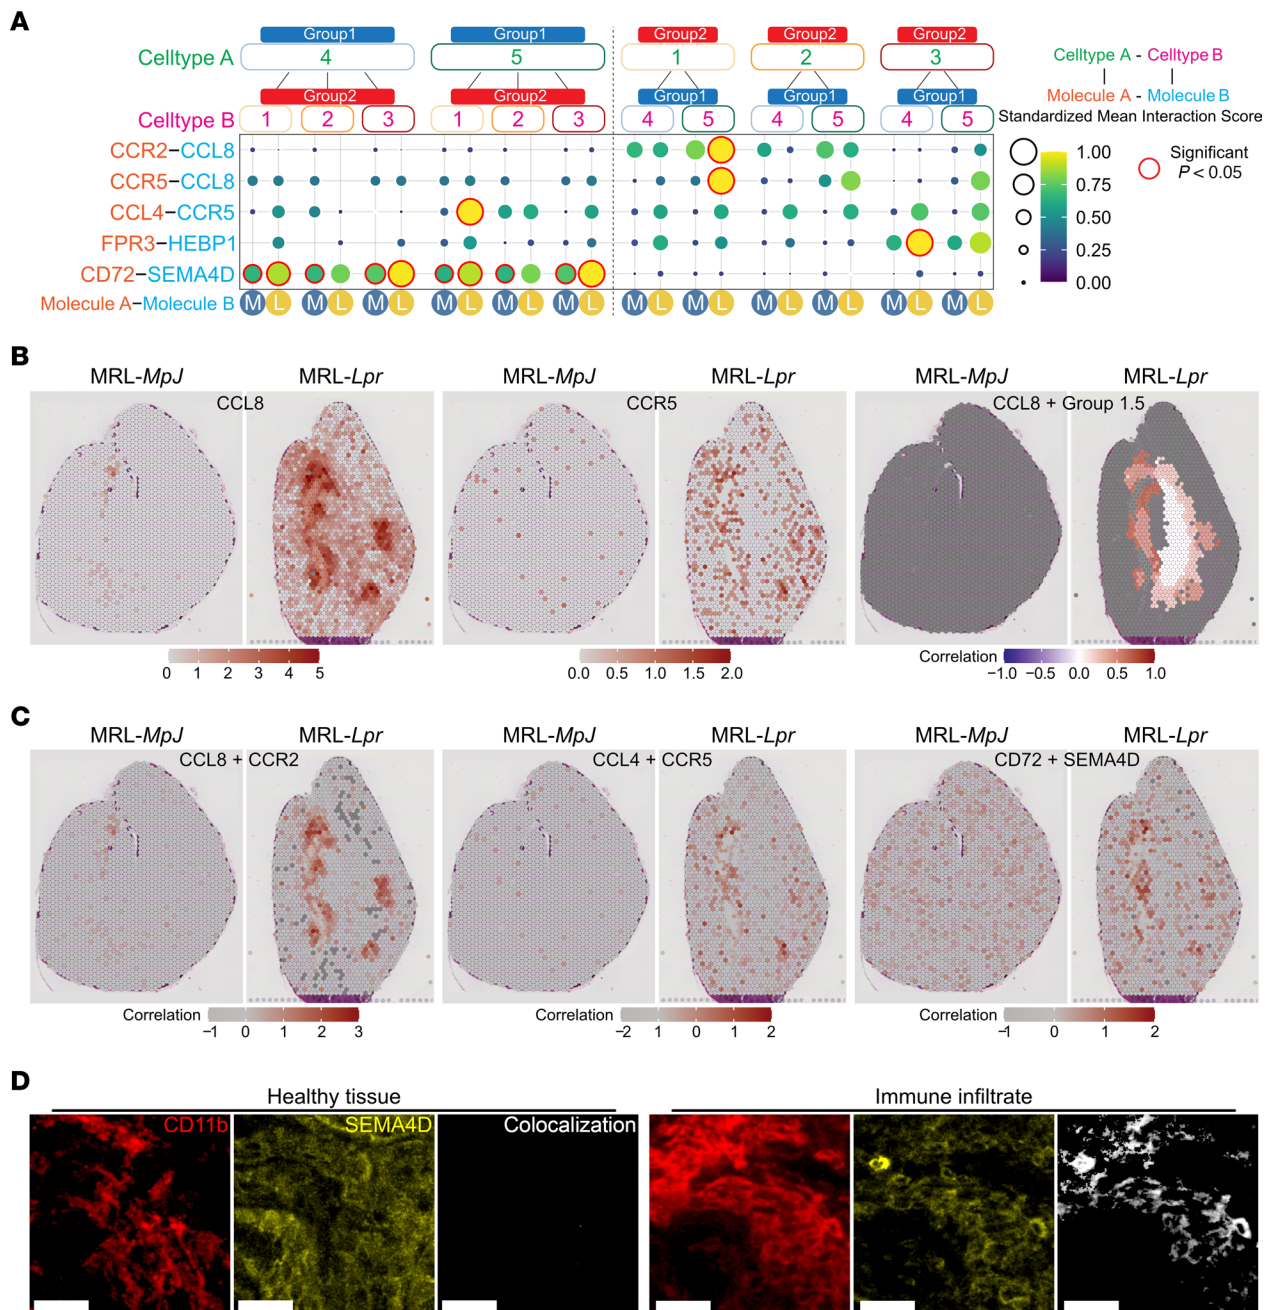 A
Group1 Group1 Group2 Group2 Group2
Celltype A 4 5 1 2 3
Group2 Group2 Group1 Group1 Group1
Celltype B 1 2 3 1 2 3 4 5 4 5 4 5
Celltype A - Celltype B
Molecule A - Molecule B
Standardized Mean Interaction Score
CCR2–CCL8
CCR5–CCL8
CCL4–CCR5
FPR3–HEBP1
CD72–SEMA4D
Molecule A–Molecule B M L M L M L M L M L M L M L M L M L M L M L M L
1.00
0.75
0.50
0.25
0.00
Significant
P < 0.05
B
MRL-MpJ MRL-Lpr MRL-MpJ MRL-Lpr MRL-MpJ MRL-Lpr
CCL8 CCR5 CCL8 + Group 1.5
0 1 2 3 4 5 0.0 0.5 1.0 1.5 2.0 Correlation −1.0 −0.5 0.0 0.5 1.0
C
MRL-MpJ MRL-Lpr MRL-MpJ MRL-Lpr MRL-MpJ MRL-Lpr
CCL8 + CCR2 CCL4 + CCR5 CD72 + SEMA4D
Correlation −1 0 1 2 3 Correlation −2 1 0 1 2 Correlation −1 0 1 2
D
Healthy tissue Immune infiltrate
CD11b SEMA4D Colocalization